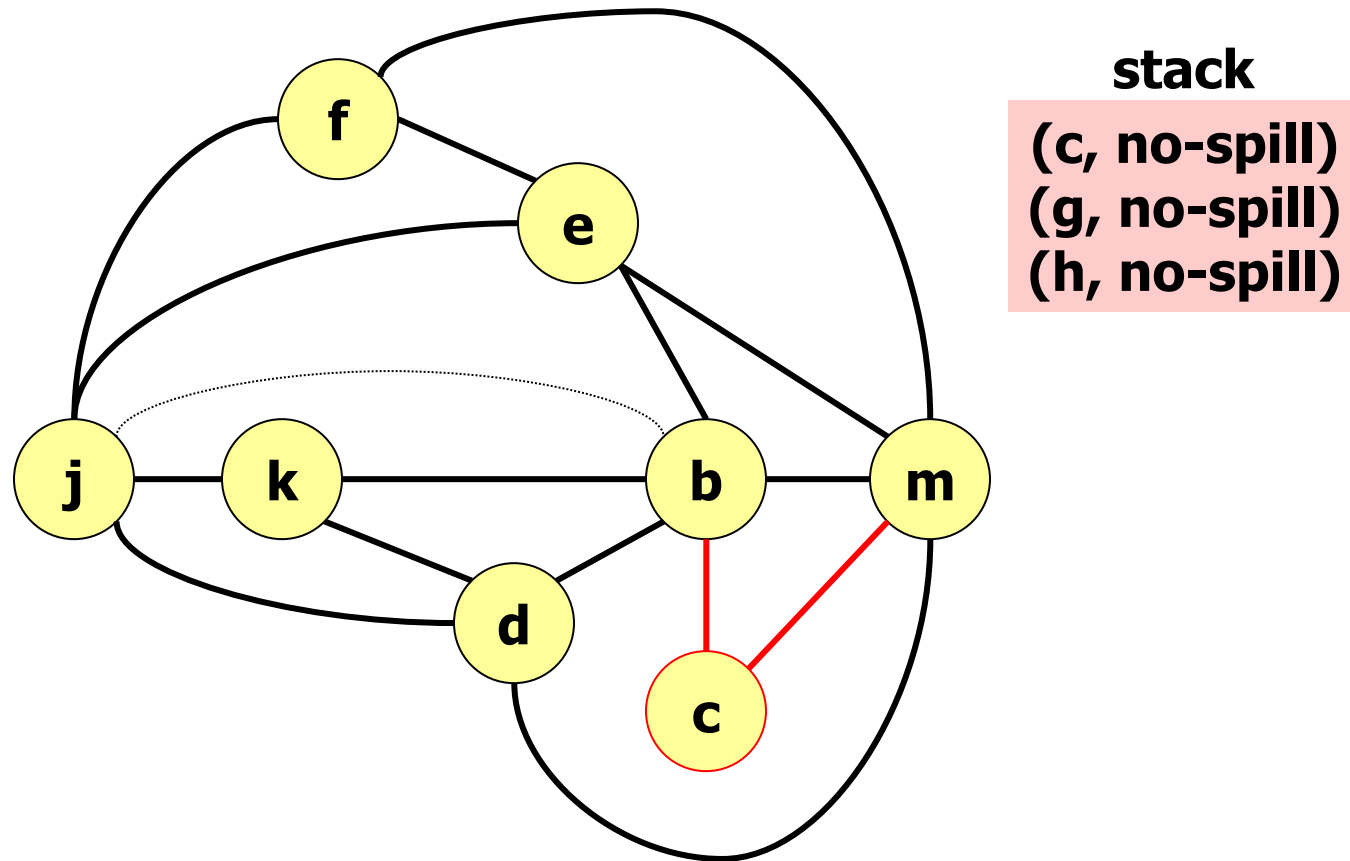 stack
(c, no-spill)
(g, no-spill)
(h, no-spill)
f
e
j
k
b
m
d
c